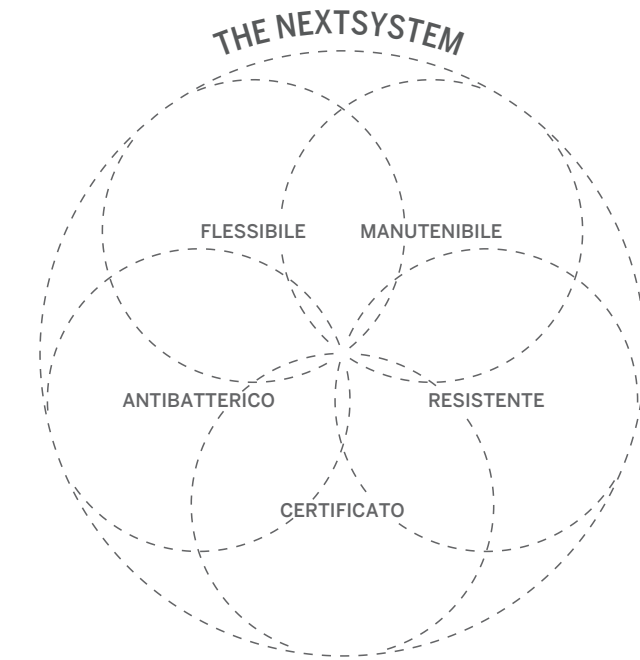 THE NEXTSYSTEM
FLESSIBILE
MANUTENIBILE
ANTIBATTERICO
RESISTENTE
CERTIFICATO